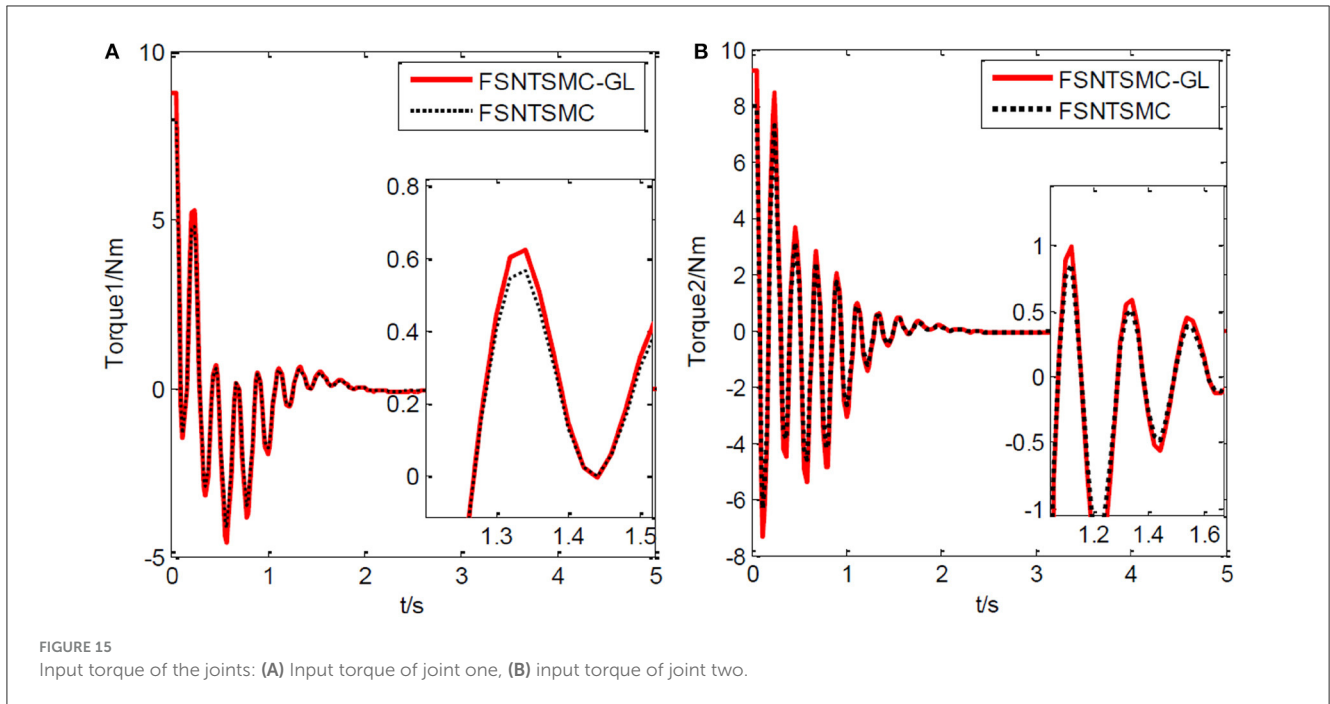 A
10
5
0
-5
Torque1/Nm
0 1 2 3 4 5
t/s
FSNTSMC-GL
FSNTSMC
0.8
0.6
0.4
0.2
0
1.3 1.4 1.5
B
10
8
6
4
2
0
-2
-4
-6
-8
Torque2/Nm
0 1 2 3 4 5
t/s
FSNTSMC-GL
FSNTSMC
1
0.5
0
-0.5
-1
1.2 1.4 1.6
FIGURE 15
Input torque of the joints: (A) Input torque of joint one, (B) input torque of joint two.